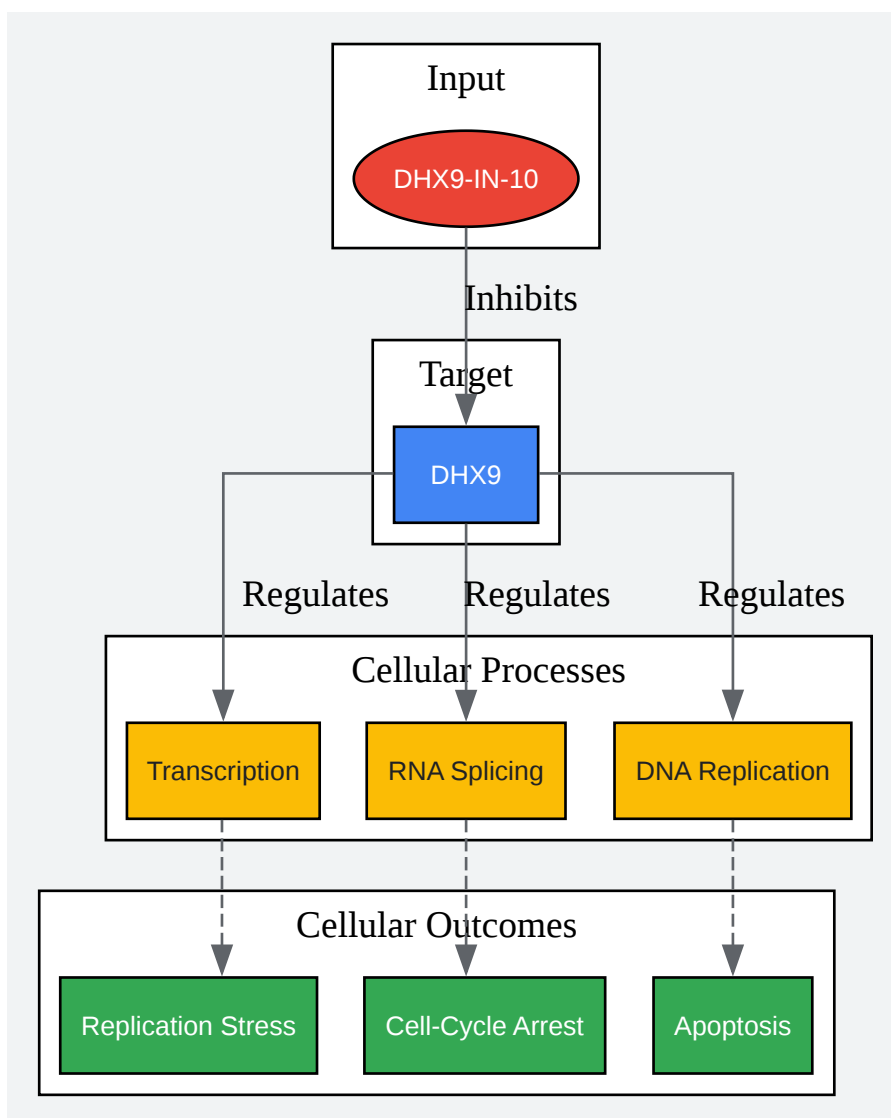 Input
DHX9-IN-10
Inhibits
Target
DHX9
Regulates Regulates Regulates
Cellular Processes
Transcription RNA Splicing DNA Replication
Cellular Outcomes
Replication Stress Cell-Cycle Arrest Apoptosis